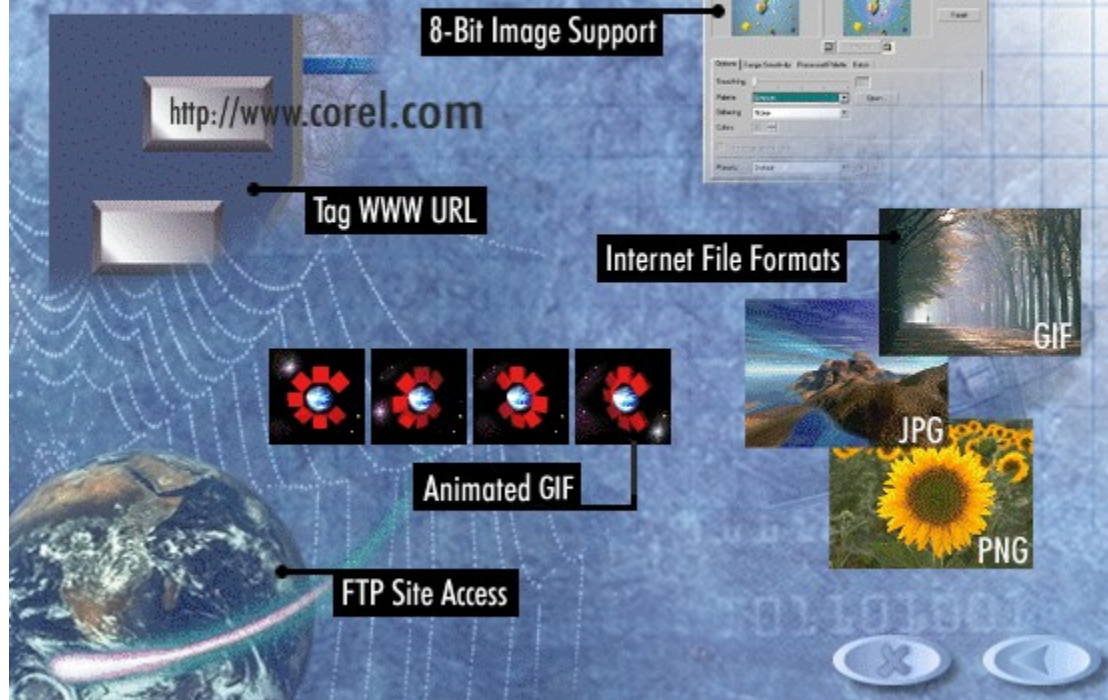 8-Bit Image Support
http://www.corel.com
Tag WWW URL
Internet File Formats
GIF
JPG
PNG
Animated GIF
FTP Site Access